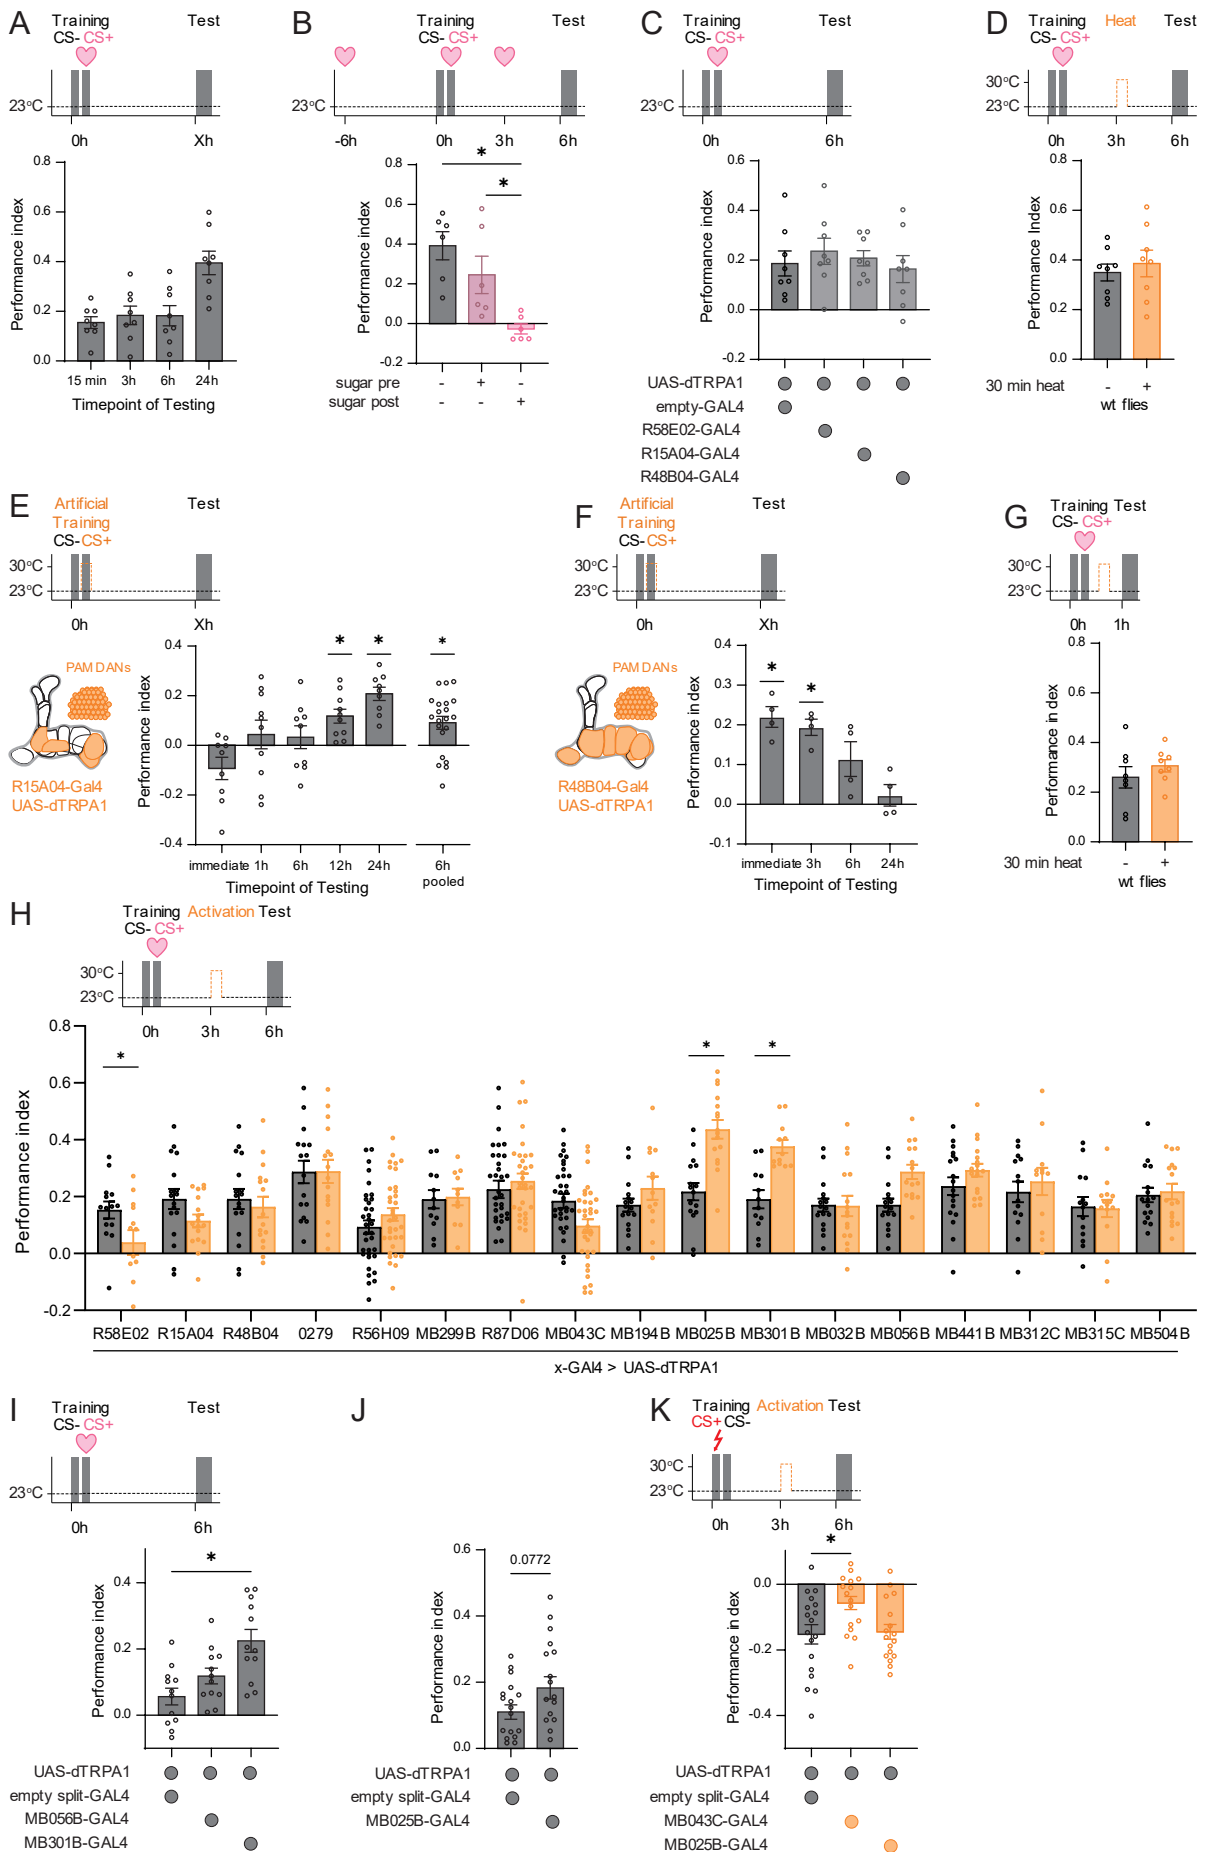 A
Training
CS- CS+
Test
23°C
0h
Xh
Performance index
0.8
0.6
0.4
0.2
0.0
15 min
3h
6h
24h
Timepoint of Testing
B
Training
CS- CS+
Test
23°C
-6h
0h
3h
6h
Performance index
0.8
0.6
0.4
0.2
0.0
-0.2
*
*
sugar pre - + -
sugar post - - +
C
Training
CS- CS+
Test
23°C
0h
6h
Performance index
0.6
0.4
0.2
0.0
-0.2
UAS-dTRPA1
empty-GAL4
R58E02-GAL4
R15A04-GAL4
R48B04-GAL4
D
Training Heat Test
CS- CS+
30°C
23°C
0h
3h
6h
Performance Index
0.8
0.6
0.4
0.2
0.0
30 min heat - +
wt flies
E
Artificial
Training
CS- CS+
Test
30°C
23°C
0h
Xh
PAM DANs
R15A04-Gal4
UAS-dTRPA1
Performance index
0.4
0.2
0.0
-0.2
-0.4
* * *
immediate 1h 6h 12h 24h 6h
pooled
Timepoint of Testing
F
Artificial
Training
CS- CS+
Test
30°C
23°C
0h
Xh
PAM DANs
R48B04-Gal4
UAS-dTRPA1
Performance index
0.4
0.3
0.2
0.1
0.0
-0.1
* *
immediate 3h 6h 24h
Timepoint of Testing
G
Training Test
CS- CS+
30°C
23°C
0h
1h
Performance index
0.8
0.6
0.4
0.2
0.0
30 min heat - +
wt flies
H
Training Activation Test
CS- CS+
30°C
23°C
0h
3h
6h
Performance index
0.8
0.6
0.4
0.2
0.0
-0.2
* * *
R58E02 R15A04 R48B04 0279 R56H09 MB299B R87D06 MB043C MB194B MB025B MB301B MB032B MB056B MB441B MB312C MB315C MB504B
x-GAl4 > UAS-dTRPA1
I
Training
CS- CS+
Test
23°C
0h
6h
Performance index
0.4
0.2
0.0
*
UAS-dTRPA1
empty split-GAL4
MB056B-GAL4
MB301B-GAL4
J
Performance index
0.6
0.4
0.2
0.0
0.0772
UAS-dTRPA1
empty split-GAL4
MB025B-GAL4
K
Training Activation Test
CS+ CS-
30°C
23°C
0h
3h
6h
Performance index
0.0
-0.2
-0.4
*
UAS-dTRPA1
empty split-GAL4
MB043C-GAL4
MB025B-GAL4